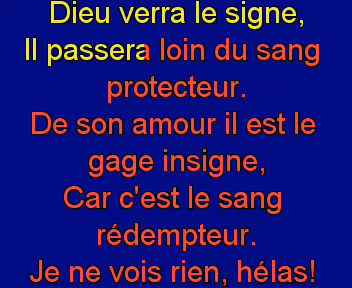 Dieu verra le signe,
Il passera loin du sang
protecteur.
De son amour il est le
gage insigne,
Car c'est le sang
rédempteur.
Je ne vois rien, hélas!